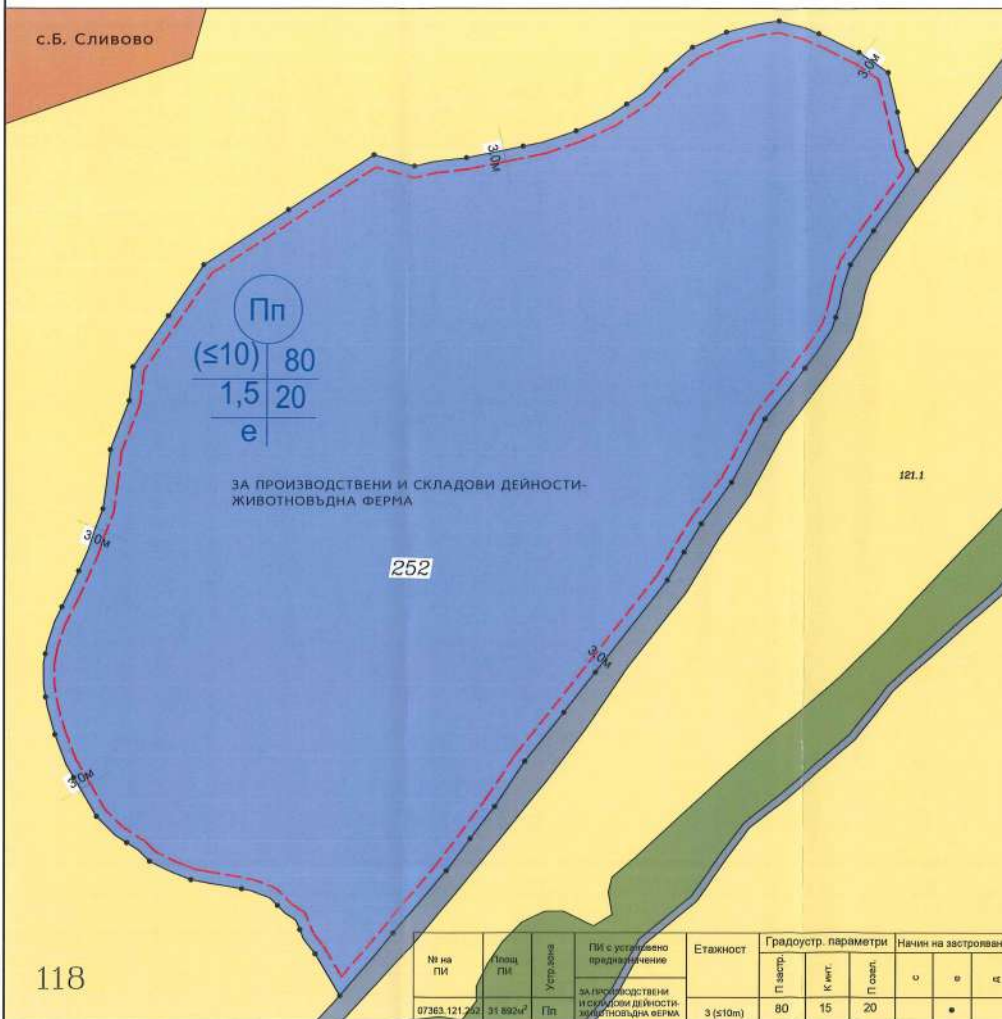 с.Б. Сливово
3.0м
3.0м
Пп
(≤10) 80
1,5 20
е
ЗА ПРОИЗВОДСТВЕНИ И СКЛАДОВИ ДЕЙНОСТИ-
ЖИВОТНОВЪДНА ФЕРМА
121.1
3.0м
252
3.0м
3.0м
118
№ на ПИ
Площ ПИ
Устр.зона
ПИ с установено предназначение
Етажност
Градоустр. параметри
Начин на застрояван
П застр.
К инт.
П озел.
с
е
д
07363.121.252 31 892м² Пп
ЗА ПРОИЗВОДСТВЕНИ
И СКЛАДОВИ ДЕЙНОСТИ-
ЖИВОТНОВЪДНА ФЕРМА
3 (≤10m) 80 15 20 •